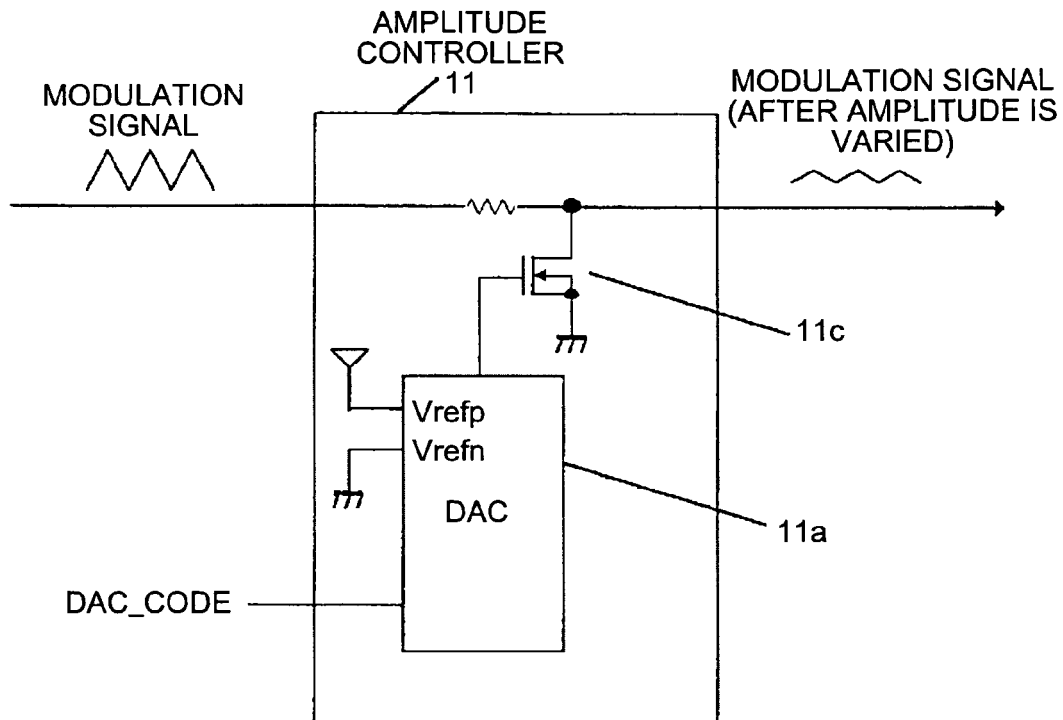 AMPLITUDE
CONTROLLER
11
MODULATION
SIGNAL
MODULATION SIGNAL
(AFTER AMPLITUDE IS
VARIED)
11c
Vrefp
Vrefn
DAC
11a
DAC_CODE